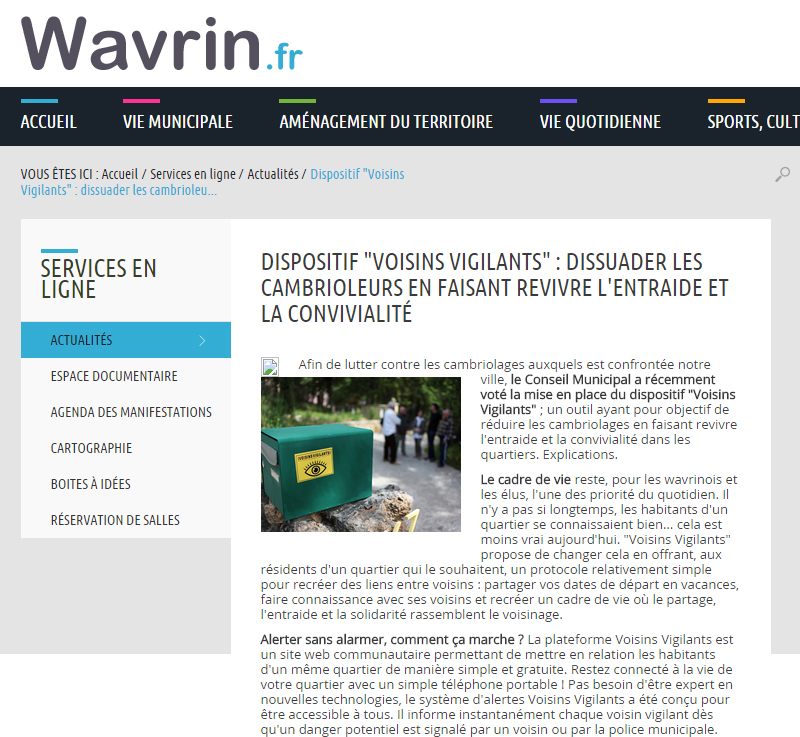 Wavrin.fr
ACCUEIL
VIE MUNICIPALE
AMÉNAGEMENT DU TERRITOIRE
VIE QUOTIDIENNE
SPORTS, CULT
VOUS ÊTES ICI : Accueil / Services en ligne / Actualités / Dispositif "Voisins
Vigilants" : dissuader les cambrioleu...
SERVICES EN
LIGNE
ACTUALITÉS
ESPACE DOCUMENTAIRE
AGENDA DES MANIFESTATIONS
CARTOGRAPHIE
BOITES À IDÉES
RÉSERVATION DE SALLES
DISPOSITIF "VOISINS VIGILANTS" : DISSUADER LES
CAMBRIOLEURS EN FAISANT REVIVRE L'ENTRAIDE ET
LA CONVIVIALITÉ
Afin de lutter contre les cambriolages auxquels est confrontée notre
ville, le Conseil Municipal a récemment
voté la mise en place du dispositif "Voisins
Vigilants" ; un outil ayant pour objectif de
réduire les cambriolages en faisant revivre
l'entraide et la convivialité dans les
quartiers. Explications.
VOISINS VIGILANTS
Le cadre de vie reste, pour les wavrinois et
les élus, l'une des priorité du quotidien. Il
n'y a pas si longtemps, les habitants d'un
quartier se connaissaient bien... cela est
moins vrai aujourd'hui. "Voisins Vigilants"
propose de changer cela en offrant, aux
résidents d'un quartier qui le souhaitent, un protocole relativement simple
pour recréer des liens entre voisins : partager vos dates de départ en vacances,
faire connaissance avec ses voisins et recréer un cadre de vie où le partage,
l'entraide et la solidarité rassemblent le voisinage.
Alerter sans alarmer, comment ça marche ? La plateforme Voisins Vigilants est
un site web communautaire permettant de mettre en relation les habitants
d'un même quartier de manière simple et gratuite. Restez connecté à la vie de
votre quartier avec un simple téléphone portable ! Pas besoin d'être expert en
nouvelles technologies, le système d'alertes Voisins Vigilants a été conçu pour
être accessible à tous. Il informe instantanément chaque voisin vigilant dès
qu'un danger potentiel est signalé par un voisin ou par la police municipale.